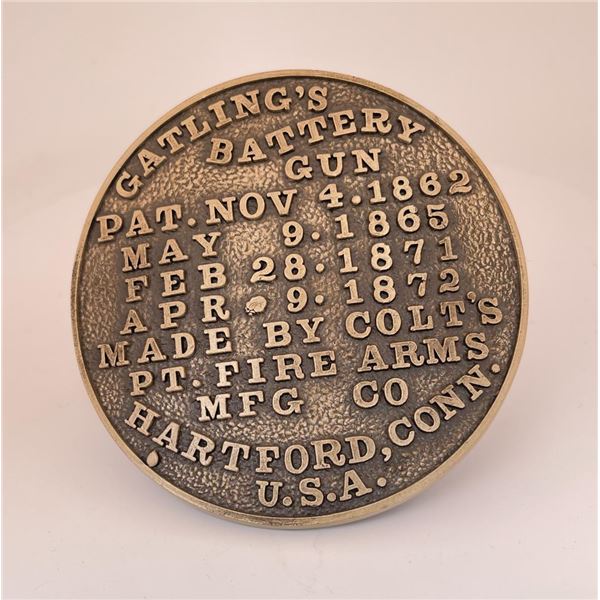 GATLING'S
BATTERY
GUN
PAT. NOV 4.1862
MAY 9.1865
FEB 28.1871
APR. 9.1872
MADE BY COLT'S
PT. FIRE ARMS
MFG CO
HARTFORD, CONN.
U.S.A.